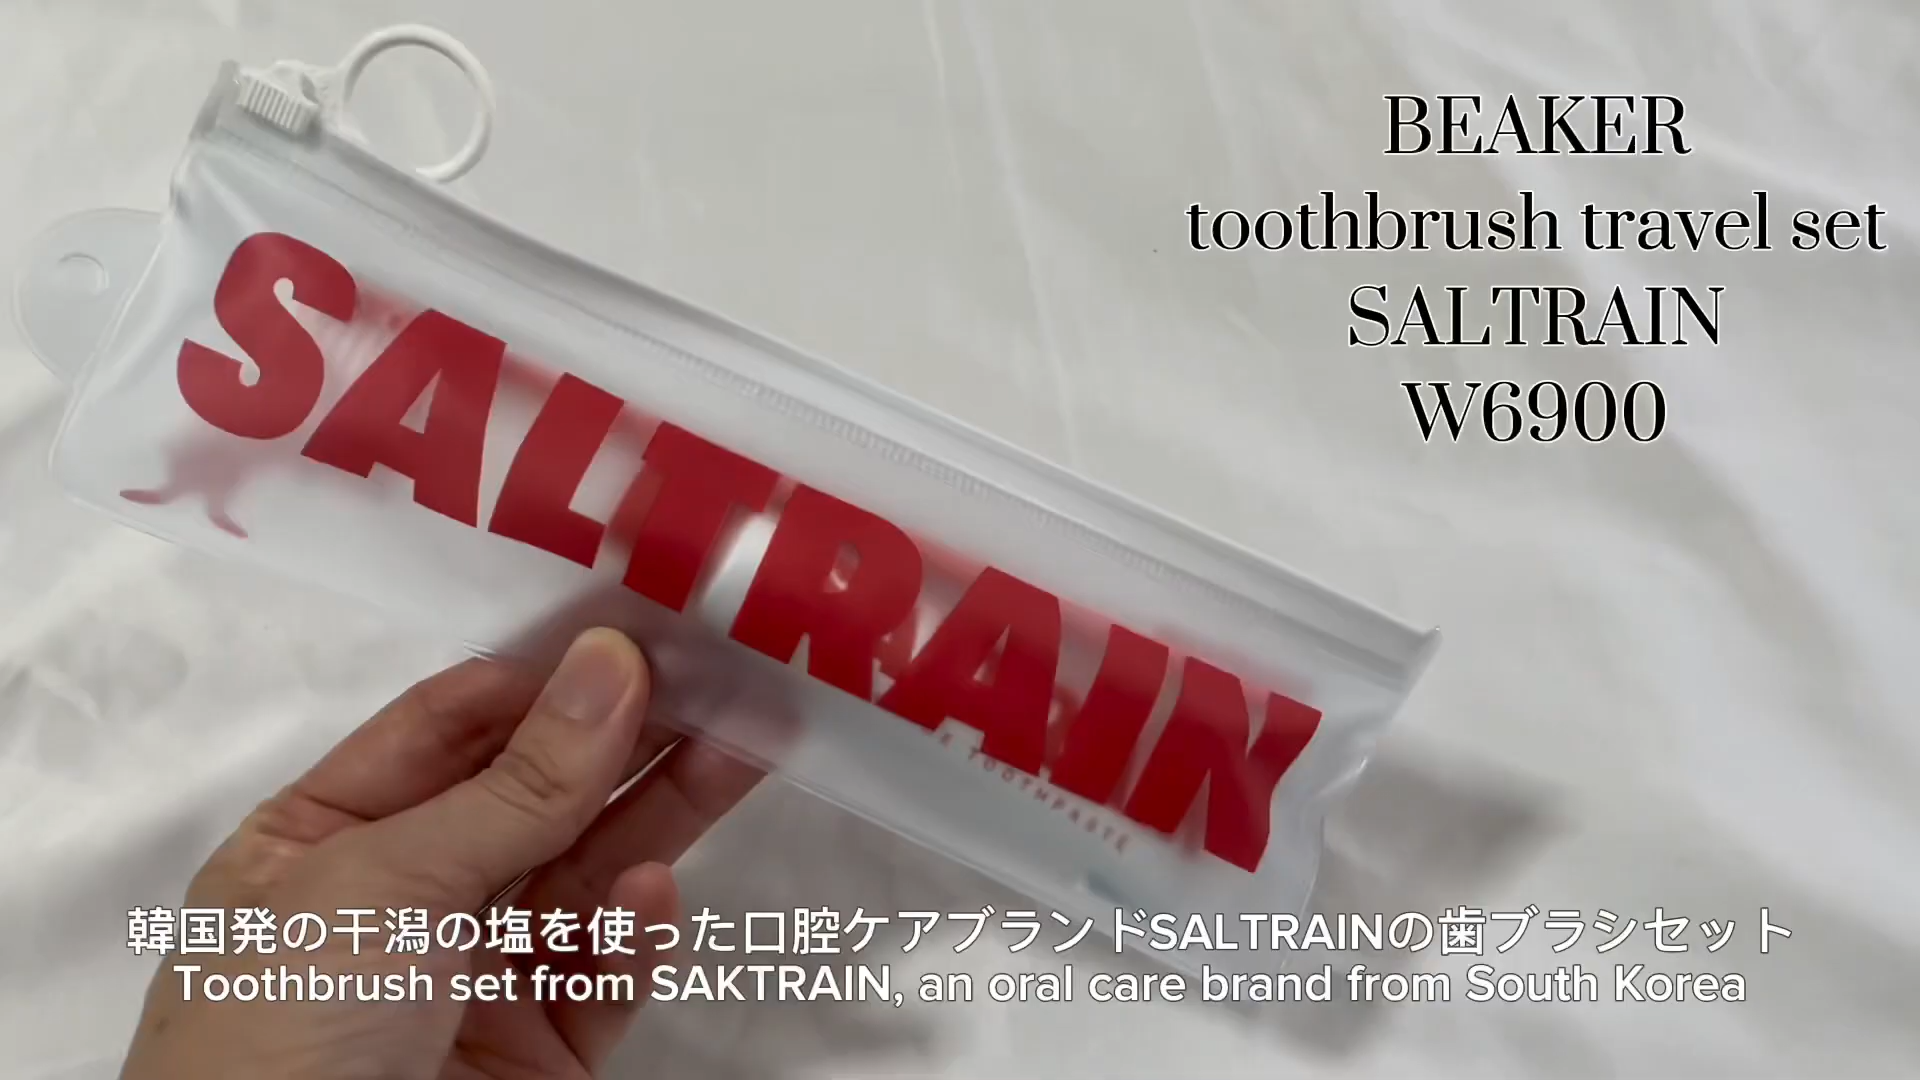 BEAKER
toothbrush travel set
SALTRAIN
W6900
SALTRAIN
TOOTHPASTE
韓国発の干潟の塩を使った口腔ケアブランドSALTRAINの歯ブラシセット
Toothbrush set from SAKTRAIN, an oral care brand from South Korea